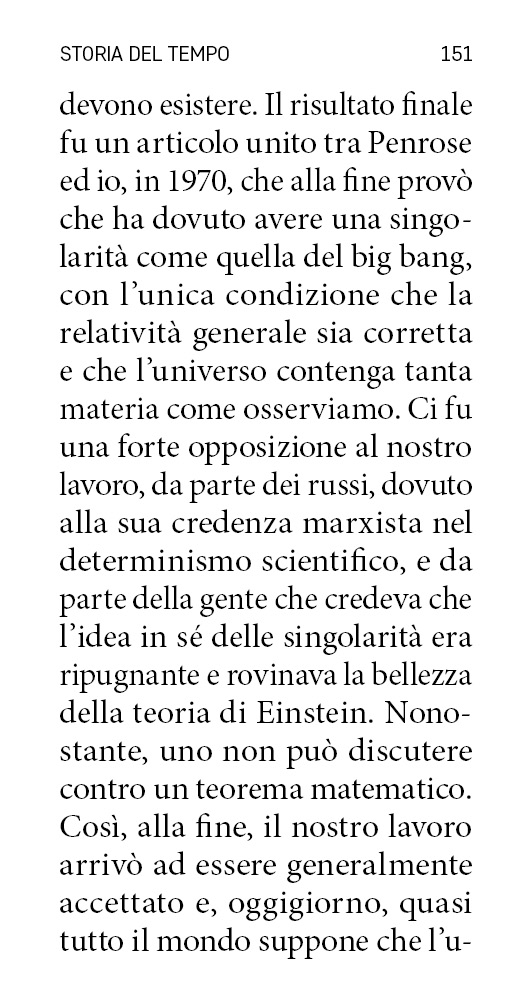 STORIA DEL TEMPO 151
devono esistere. Il risultato finale
fu un articolo unito tra Penrose
ed io, in 1970, che alla fine provò
che ha dovuto avere una singo-
larità come quella del big bang,
con l’unica condizione che la
relatività generale sia corretta
e che l’universo contenga tanta
materia come osserviamo. Ci fu
una forte opposizione al nostro
lavoro, da parte dei russi, dovuto
alla sua credenza marxista nel
determinismo scientifico, e da
parte della gente che credeva che
l’idea in sé delle singolarità era
ripugnante e rovinava la bellezza
della teoria di Einstein. Nono-
stante, uno non può discutere
contro un teorema matematico.
Così, alla fine, il nostro lavoro
arrivò ad essere generalmente
accettato e, oggigiorno, quasi
tutto il mondo suppone che l’u-